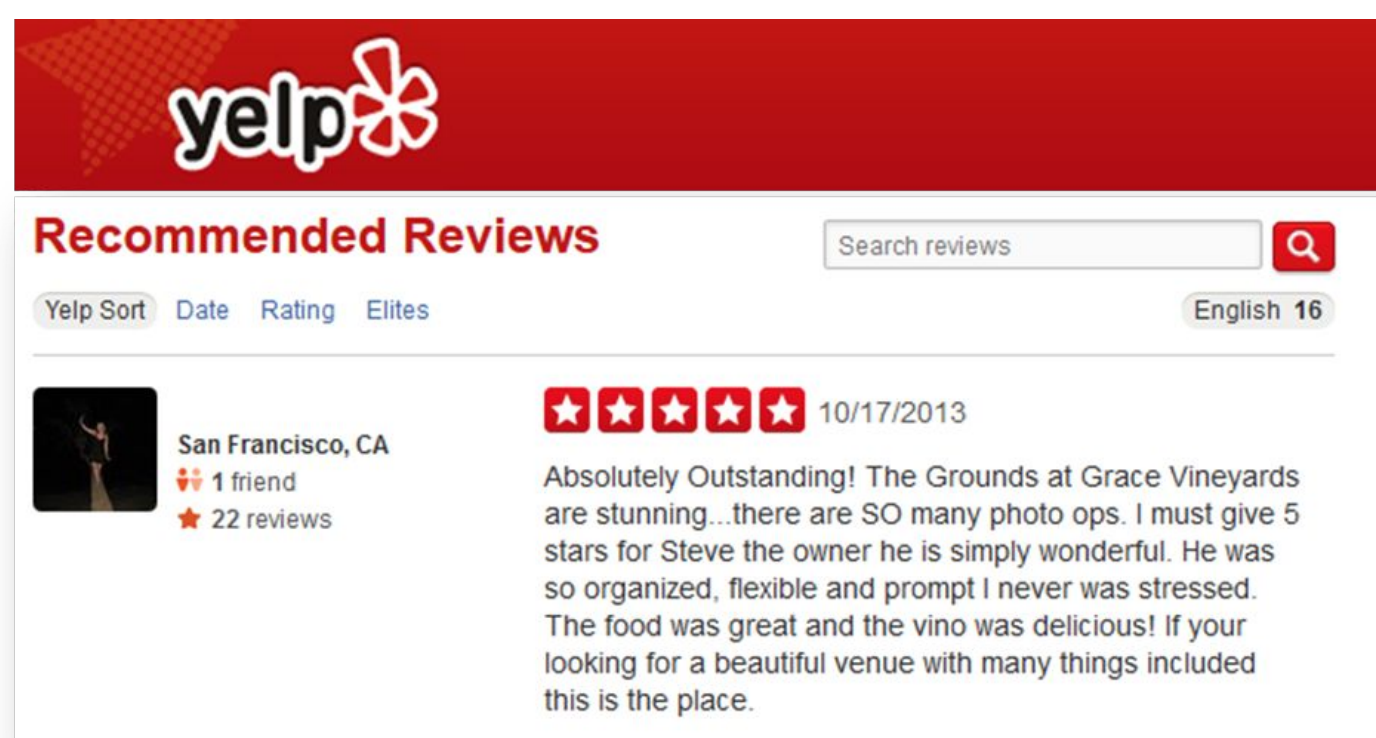 yelp
Recommended Reviews
Search reviews
Yelp Sort Date Rating Elites
English 16
San Francisco, CA
1 friend
22 reviews
10/17/2013
Absolutely Outstanding! The Grounds at Grace Vineyards
are stunning...there are SO many photo ops. I must give 5
stars for Steve the owner he is simply wonderful. He was
so organized, flexible and prompt I never was stressed.
The food was great and the vino was delicious! If your
looking for a beautiful venue with many things included
this is the place.